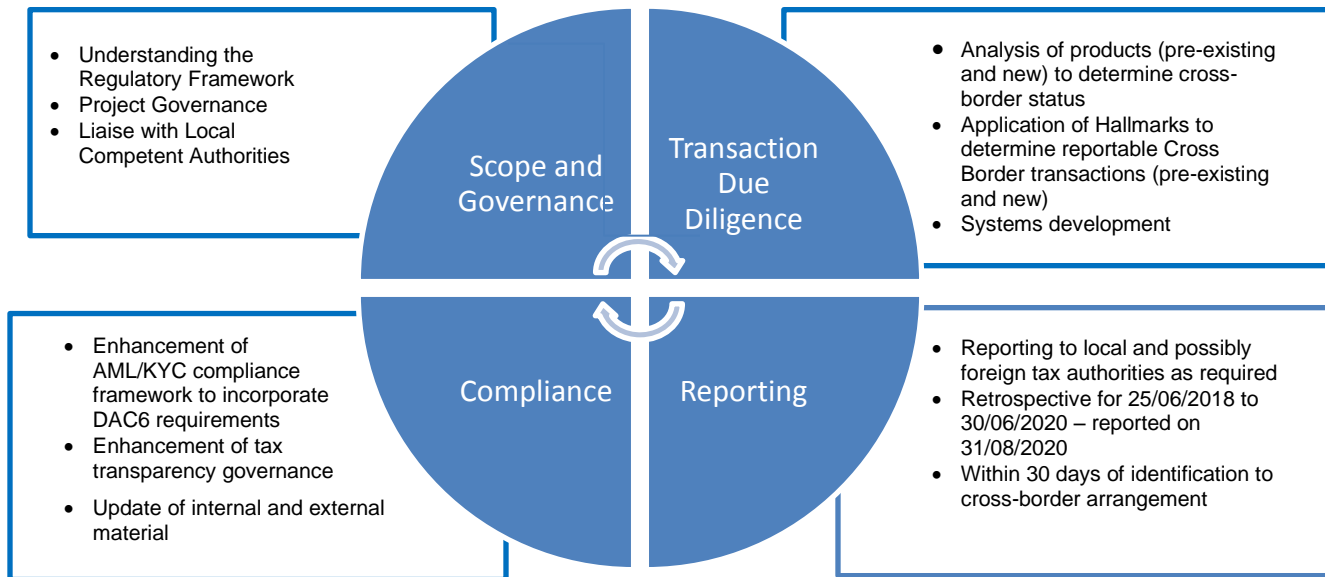 • Understanding the
Regulatory Framework
• Project Governance
• Liaise with Local
Competent Authorities
Scope and
Governance
Transaction
Due
Diligence
• Analysis of products (pre-existing
and new) to determine cross-
border status
• Application of Hallmarks to
determine reportable Cross
Border transactions (pre-existing
and new)
• Systems development
• Enhancement of
AML/KYC compliance
framework to incorporate
DAC6 requirements
• Enhancement of tax
transparency governance
• Update of internal and external
material
Compliance
Reporting
• Reporting to local and possibly
foreign tax authorities as required
• Retrospective for 25/06/2018 to
30/06/2020 – reported on
31/08/2020
• Within 30 days of identification to
cross-border arrangement